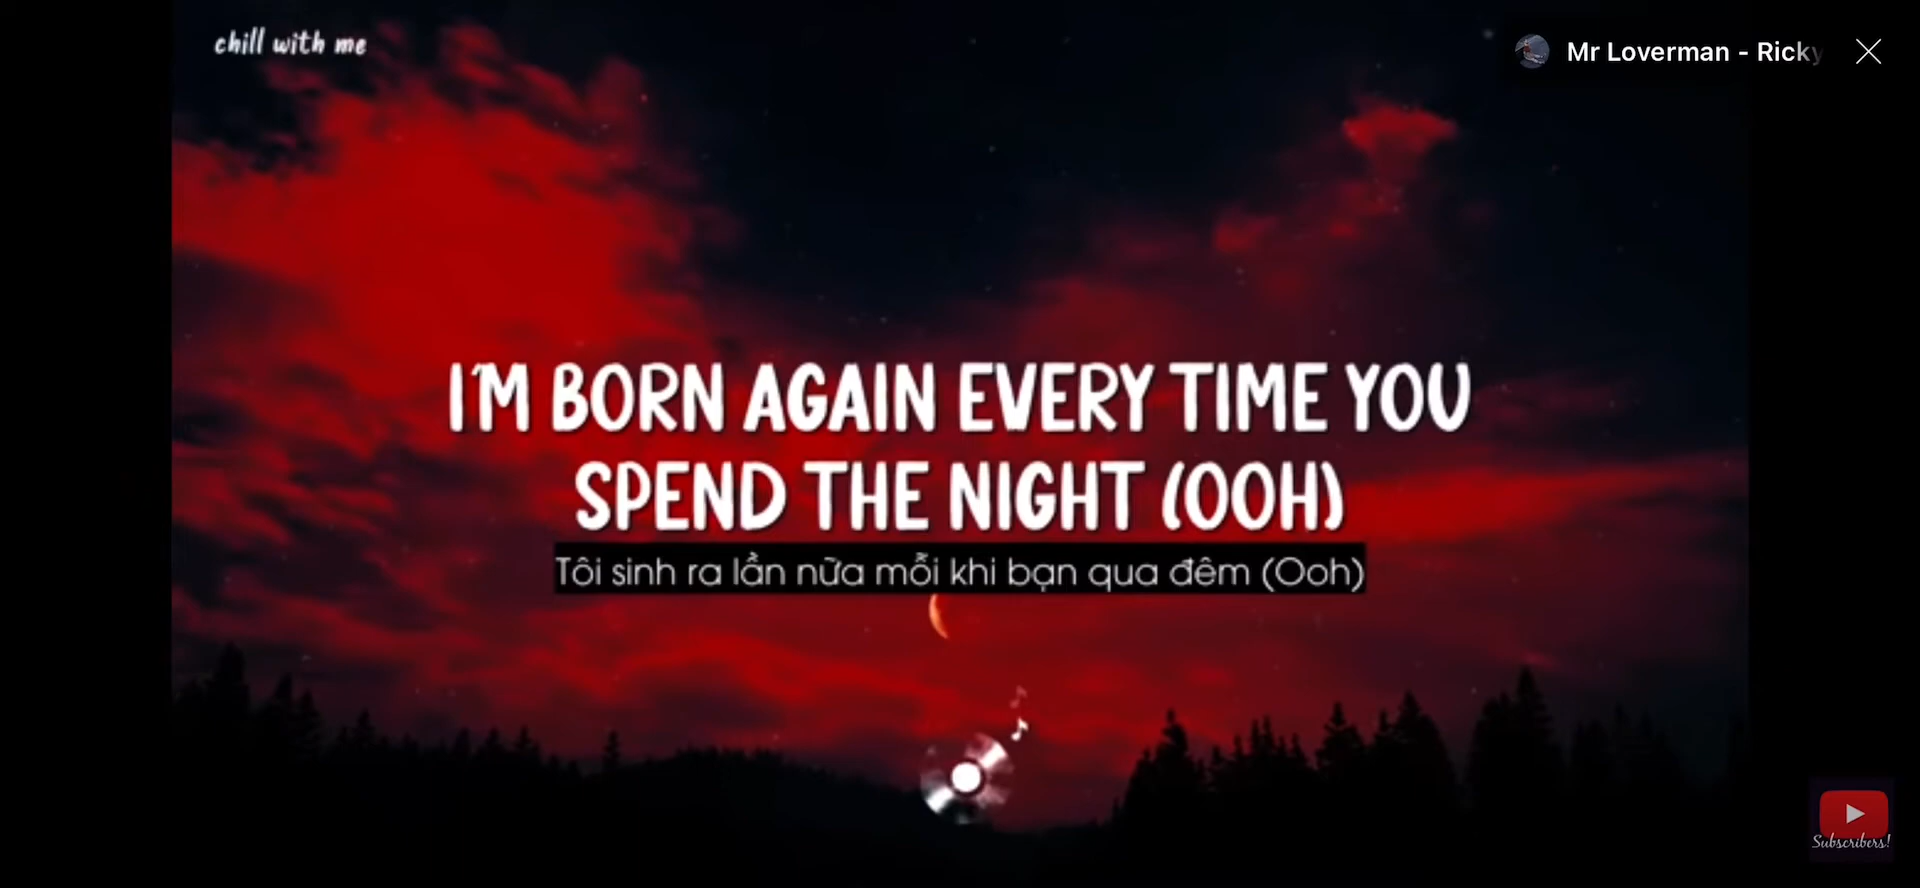 chill with me
Mr Loverman - Ricky
I'M BORN AGAIN EVERY TIME YOU
SPEND THE NIGHT (OOH)
Tôi sinh ra lần nữa mỗi khi bạn qua đêm (Ooh)
Subscribers!